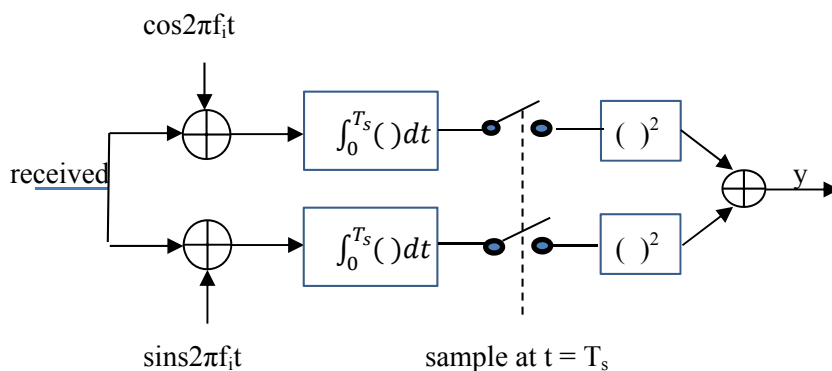 cos2πfᵢt
∫₀ᵀˢ( )dt
( )²
received
y
∫₀ᵀˢ( )dt
( )²
sins2πfᵢt
sample at t = Tₛ